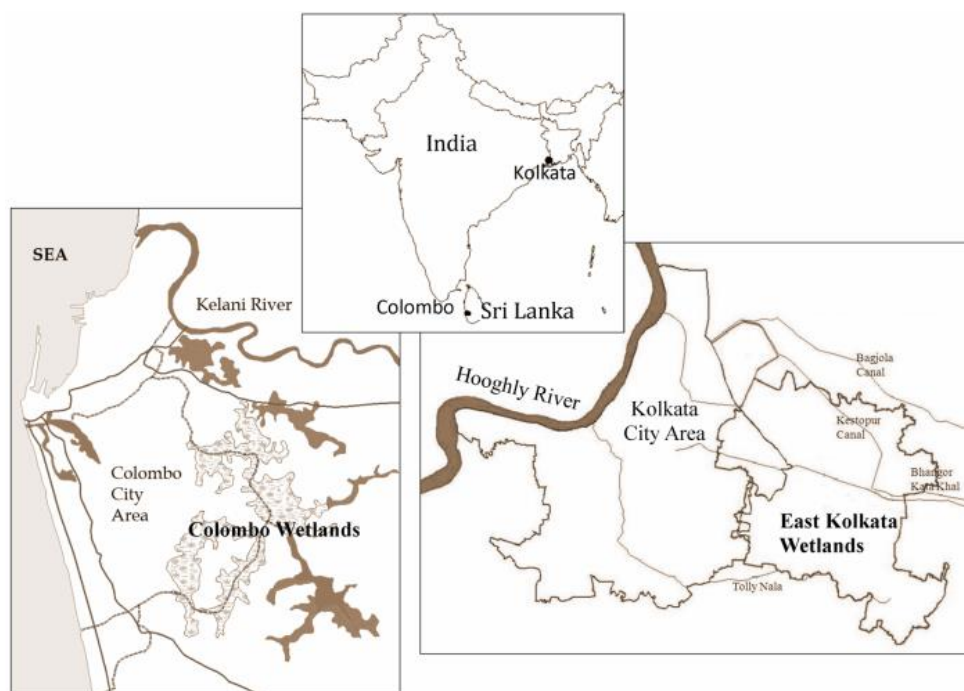 India
Kolkata
Colombo
Sri Lanka
SEA
Kelani River
Colombo
City
Area
Colombo Wetlands
Hooghly River
Kolkata
City Area
Bagjola
Canal
Kestopur
Canal
Bhangor
Kata Khal
East Kolkata
Wetlands
Tolly Nala